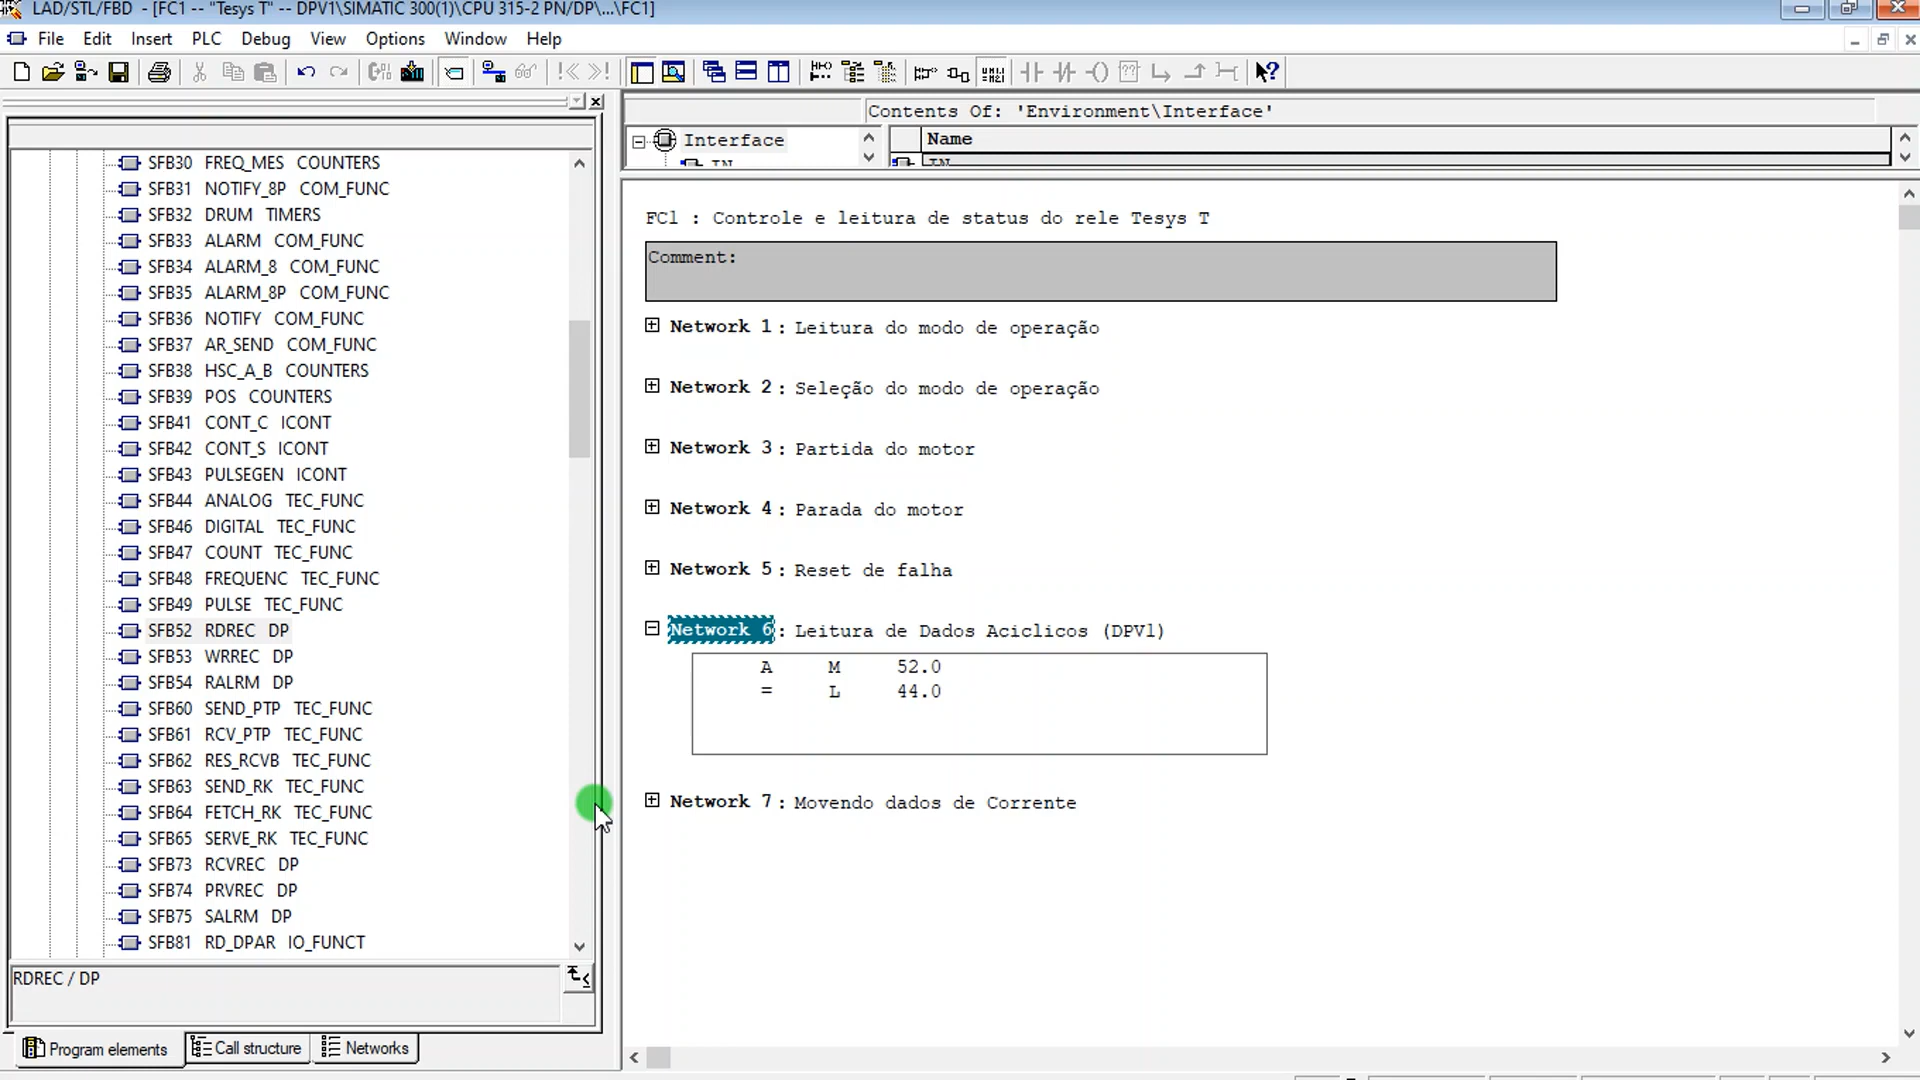 LAD/STL/FBD - [FC1 -- "Tesys T" -- DPV1\SIMATIC 300(1)\CPU 315-2 PN/DP\...\FC1]
File Edit Insert PLC Debug View Options Window Help
Contents Of: 'Environment\Interface'
Interface
Name
IN
IN
SFB30 FREQ_MES COUNTERS
SFB31 NOTIFY_8P COM_FUNC
SFB32 DRUM TIMERS
SFB33 ALARM COM_FUNC
SFB34 ALARM_8 COM_FUNC
SFB35 ALARM_8P COM_FUNC
SFB36 NOTIFY COM_FUNC
SFB37 AR_SEND COM_FUNC
SFB38 HSC_A_B COUNTERS
SFB39 POS COUNTERS
SFB41 CONT_C ICONT
SFB42 CONT_S ICONT
SFB43 PULSEGEN ICONT
SFB44 ANALOG TEC_FUNC
SFB46 DIGITAL TEC_FUNC
SFB47 COUNT TEC_FUNC
SFB48 FREQUENC TEC_FUNC
SFB49 PULSE TEC_FUNC
SFB52 RDREC DP
SFB53 WRREC DP
SFB54 RALRM DP
SFB60 SEND_PTP TEC_FUNC
SFB61 RCV_PTP TEC_FUNC
SFB62 RES_RCVB TEC_FUNC
SFB63 SEND_RK TEC_FUNC
SFB64 FETCH_RK TEC_FUNC
SFB65 SERVE_RK TEC_FUNC
SFB73 RCVREC DP
SFB74 PRVREC DP
SFB75 SALRM DP
SFB81 RD_DPAR IO_FUNCT
RDREC / DP
Program elements Call structure Networks
FC1 : Controle e leitura de status do rele Tesys T
Comment:
Network 1: Leitura do modo de operação
Network 2: Seleção do modo de operação
Network 3: Partida do motor
Network 4: Parada do motor
Network 5: Reset de falha
Network 6: Leitura de Dados Aciclicos (DPV1)
A M 52.0
= L 44.0
Network 7: Movendo dados de Corrente